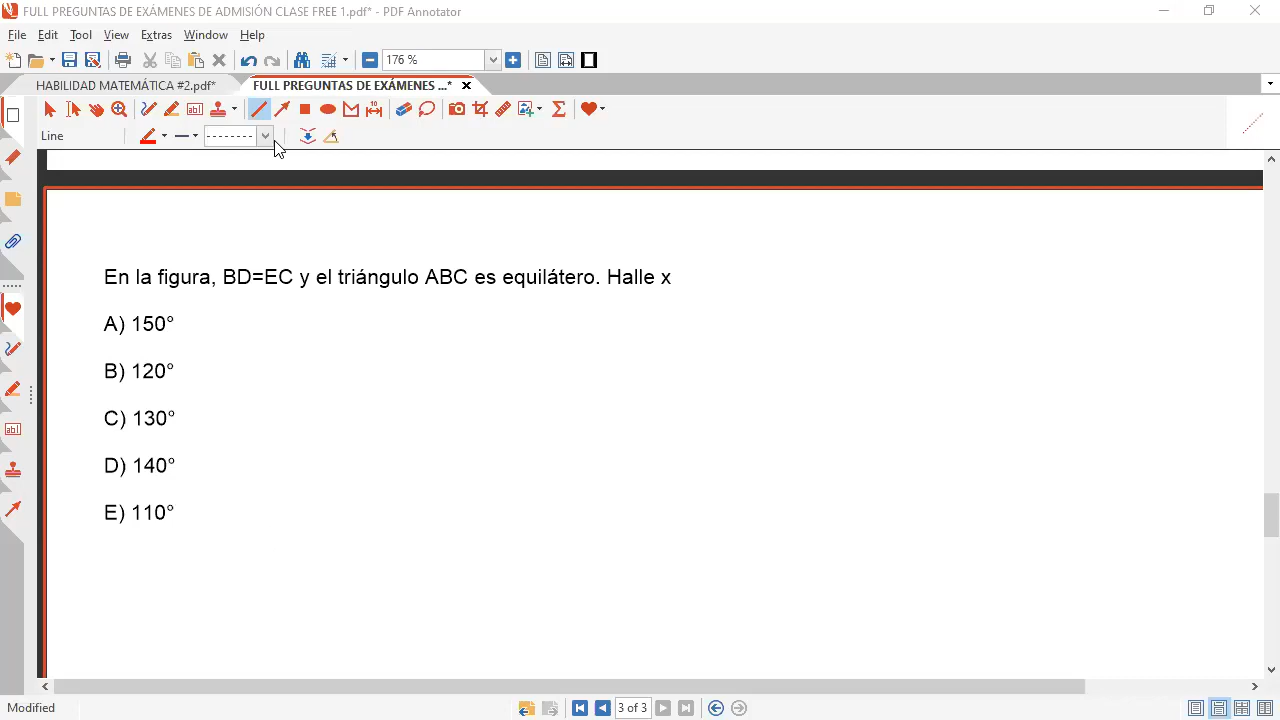 FULL PREGUNTAS DE EXÁMENES DE ADMISIÓN CLASE FREE 1.pdf* - PDF Annotator
File Edit Tool View Extras Window Help
176 %
HABILIDAD MATEMÁTICA #2.pdf* FULL PREGUNTAS DE EXÁMENES ...*
Line
En la figura, BD=EC y el triángulo ABC es equilátero. Halle x
A) 150°
B) 120°
C) 130°
D) 140°
E) 110°
Modified
3 of 3